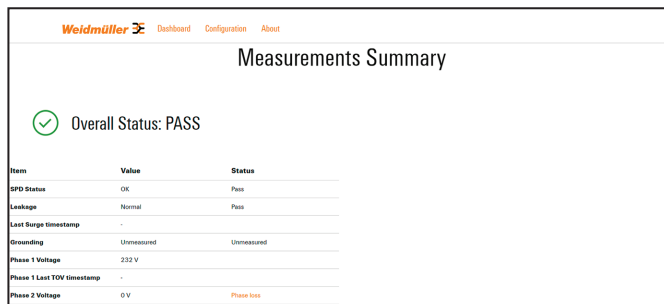 Weidmüller Dashboard Configuration About
Measurements Summary
Overall Status: PASS
Item Value Status
SPD Status OK Pass
Leakage Normal Pass
Last Surge timestamp -
Grounding Unmeasured Unmeasured
Phase 1 Voltage 232 V
Phase 1 Last TOV timestamp -
Phase 2 Voltage 0 V Phase loss